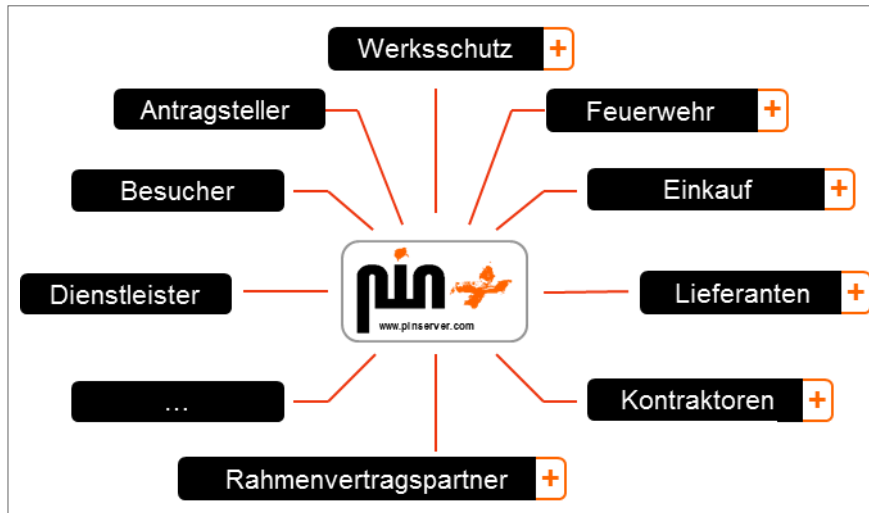 Werksschutz +
Antragsteller
Feuerwehr +
Besucher
Einkauf +
pin+
www.pinserver.com
Dienstleister
Lieferanten +
...
Kontraktoren +
Rahmenvertragspartner +